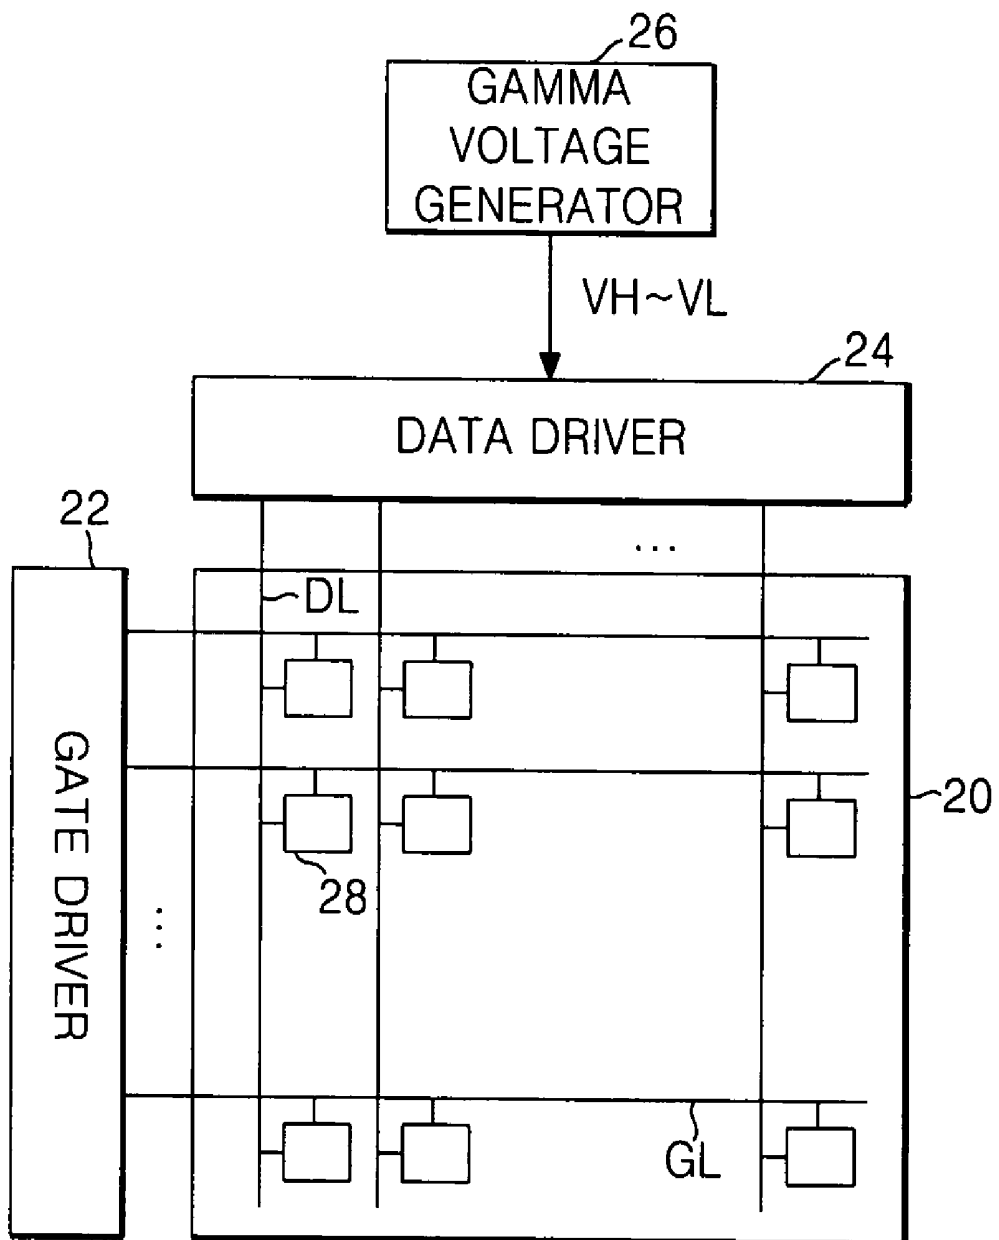 26
GAMMA
VOLTAGE
GENERATOR
VH~VL
24
DATA DRIVER
22
...
DL
GATE DRIVER
20
28
...
GL